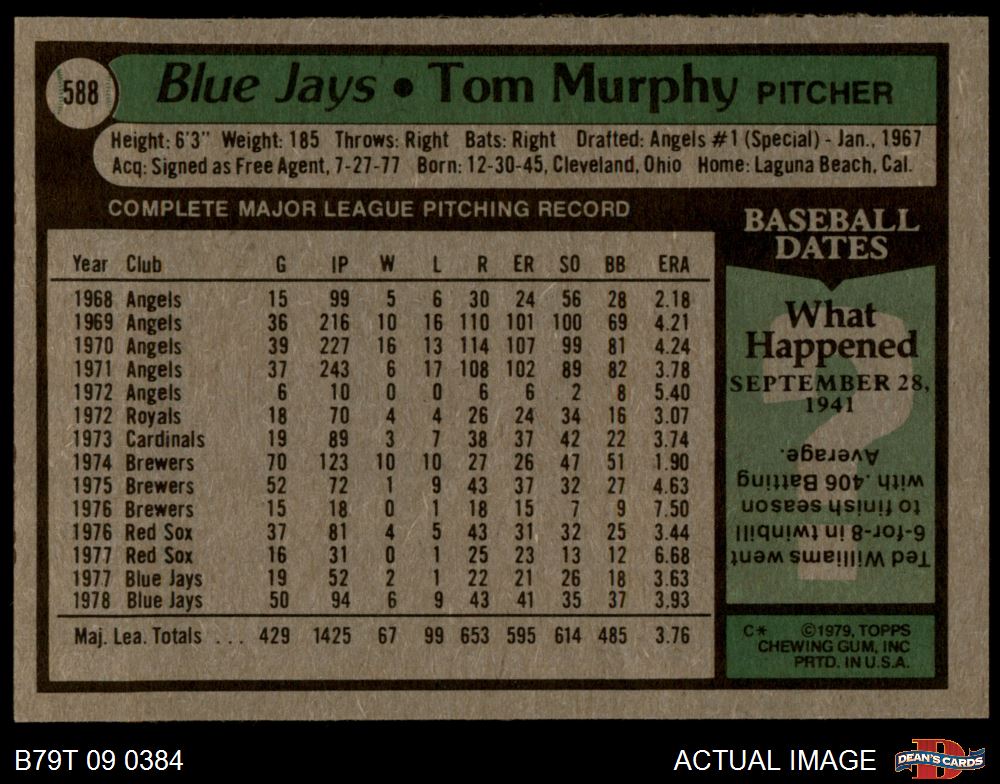 588
Blue Jays • Tom Murphy PITCHER
Height: 6'3" Weight: 185 Throws: Right Bats: Right Drafted: Angels #1 (Special) - Jan., 1967
Acq: Signed as Free Agent, 7-27-77 Born: 12-30-45, Cleveland, Ohio Home: Laguna Beach, Cal.
COMPLETE MAJOR LEAGUE PITCHING RECORD
Year Club G IP W L R ER SO BB ERA
1968 Angels 15 99 5 6 30 24 56 28 2.18
1969 Angels 36 216 10 16 110 101 100 69 4.21
1970 Angels 39 227 16 13 114 107 99 81 4.24
1971 Angels 37 243 6 17 108 102 89 82 3.78
1972 Angels 6 10 0 0 6 6 2 8 5.40
1972 Royals 18 70 4 4 26 24 34 16 3.07
1973 Cardinals 19 89 3 7 38 37 42 22 3.74
1974 Brewers 70 123 10 10 27 26 47 51 1.90
1975 Brewers 52 72 1 9 43 37 32 27 4.63
1976 Brewers 15 18 0 1 18 15 7 9 7.50
1976 Red Sox 37 81 4 5 43 31 32 25 3.44
1977 Red Sox 16 31 0 1 25 23 13 12 6.68
1977 Blue Jays 19 52 2 1 22 21 26 18 3.63
1978 Blue Jays 50 94 6 9 43 41 35 37 3.93
Maj. Lea. Totals ... 429 1425 67 99 653 595 614 485 3.76
BASEBALL
DATES
What
Happened
SEPTEMBER 28,
1941
?
Ted Williams went
6-for-8 in twinbill
to finish season
with .406 Batting
Average.
C* ©1979, TOPPS
CHEWING GUM, INC
PRTD. IN U.S.A.
B79T 09 0384
ACTUAL IMAGE
D
DEAN'S CARDS